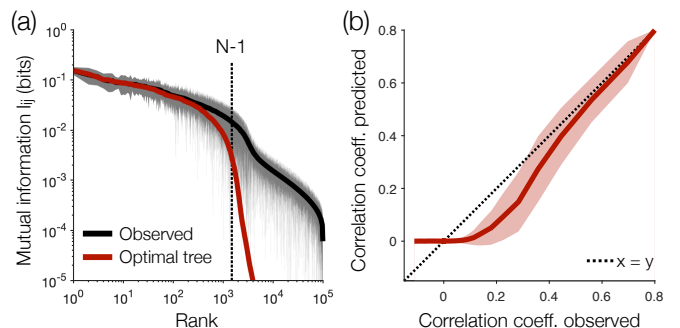 (a)
N-1
10^0
10^-1
10^-2
10^-3
10^-4
10^-5
Mutual information I_ij (bits)
Observed
Optimal tree
10^0 10^1 10^2 10^3 10^4 10^5
Rank
(b)
0.8
0.6
0.4
0.2
0
Correlation coeff. predicted
x = y
0 0.2 0.4 0.6 0.8
Correlation coeff. observed